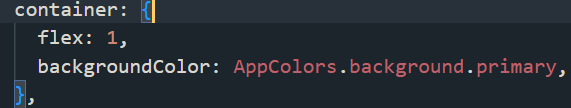 container: {
  flex: 1,
  backgroundColor: AppColors.background.primary,
},